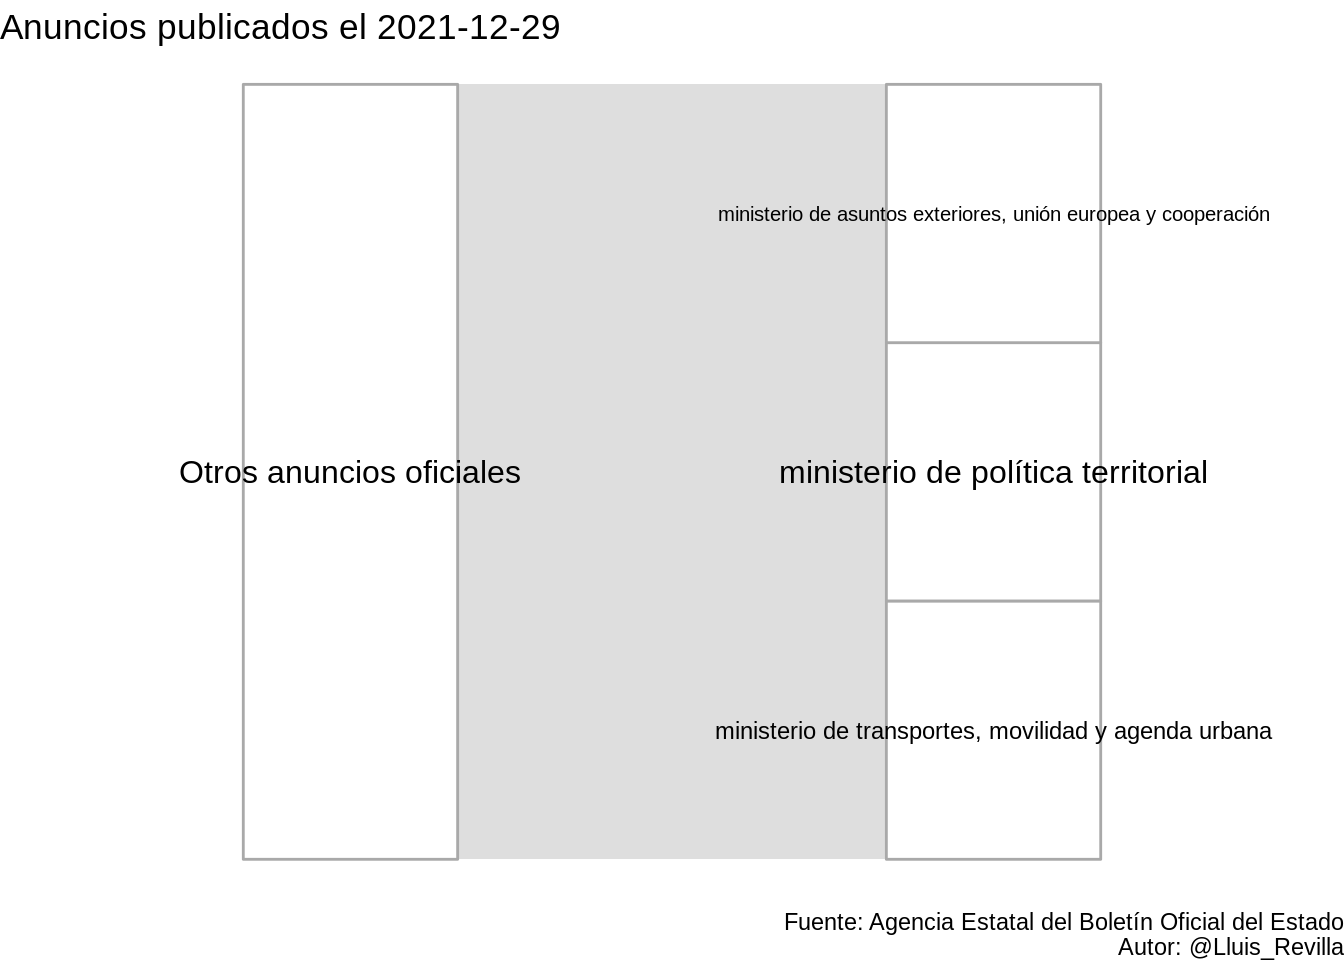 Anuncios publicados el 2021-12-29
ministerio de asuntos exteriores, unión europea y cooperación
Otros anuncios oficiales
ministerio de política territorial
ministerio de transportes, movilidad y agenda urbana
Fuente: Agencia Estatal del Boletín Oficial del Estado
Autor: @Lluis_Revilla